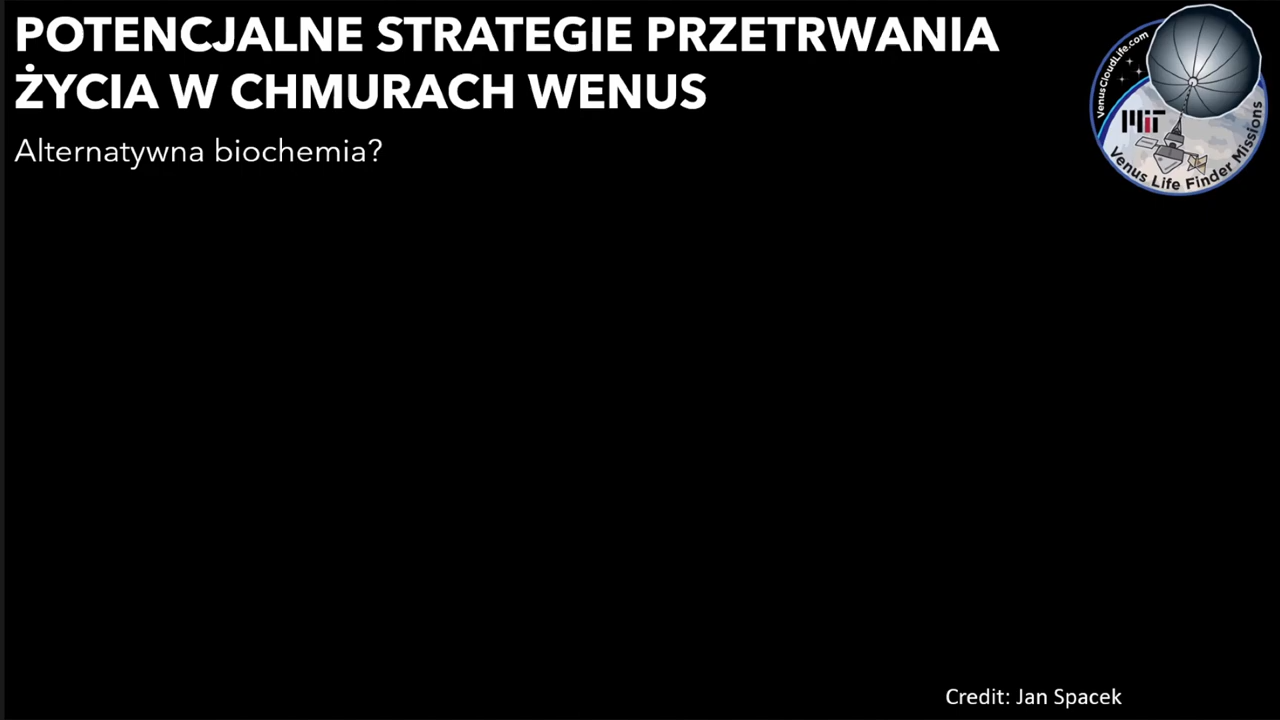 POTENCJALNE STRATEGIE PRZETRWANIA
ŻYCIA W CHMURACH WENUS
Alternatywna biochemia?
VenusCloudLife.com
MIT
Venus Life Finder Missions
Credit: Jan Spacek